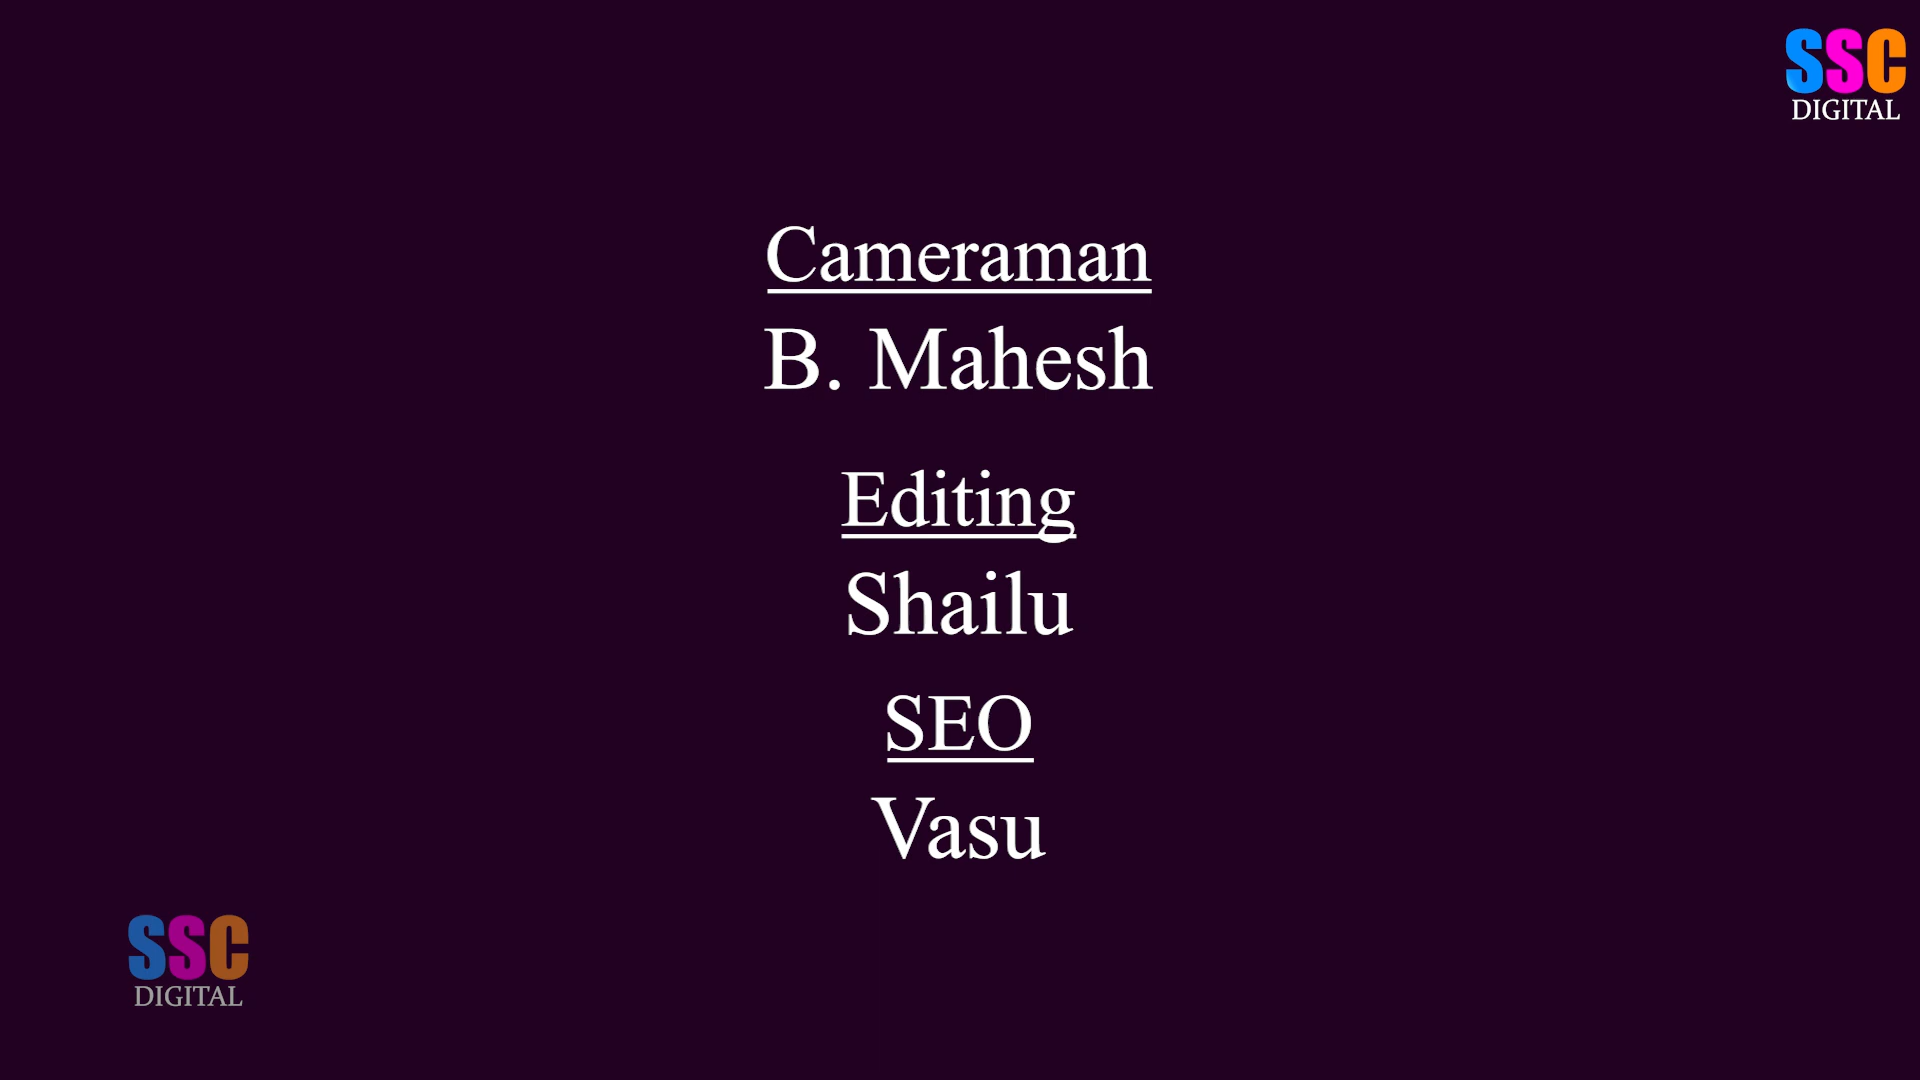 SSC
DIGITAL
Cameraman
B. Mahesh
Editing
Shailu
SEO
Vasu
SSC
DIGITAL